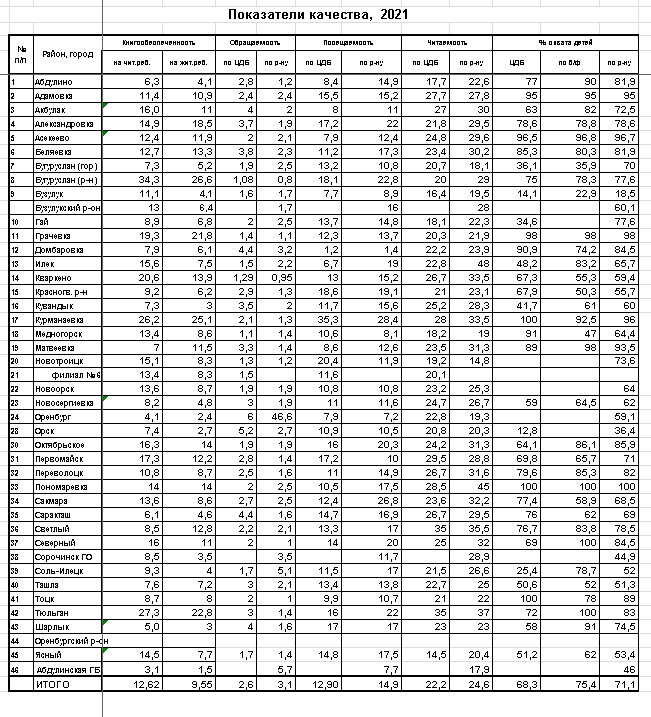 Показатели качества, 2021
№ п/п Район, город Книгообеспеченность Обращаемость Посещаемость Читаемость % охвата детей
на чит.раб. на жит.раб. по ЦДБ по р-ну по ЦДБ по р-ну по ЦДБ по р-ну ЦДБ по б/ф по р-ну
1 Абдулино 6,3 4,1 2,8 1,2 8,4 14,9 17,7 22,6 77 90 81,9
2 Адамовка 11,4 10,9 2,4 2,4 15,5 15,2 27,7 27,8 95 95 95
3 Акбулак 16,0 11 4 2 8 11 27 30 63 82 72,5
4 Александровка 14,9 18,5 3,7 1,9 17,2 22 21,8 29,5 78,6 78,8 78,6
5 Асекеево 12,4 11,9 2 2,1 7,9 12,4 24,8 29,6 96,5 96,8 96,7
6 Беляевка 12,7 13,3 3,8 2,3 11,2 17,3 23,4 30,2 85,3 80,3 81,9
7 Бугуруслан (гор) 7,3 5,2 1,9 2,5 13,2 10,8 20,7 18,1 36,1 35,9 70
8 Бугуруслан (р-н) 34,3 26,6 1,08 0,8 18,1 22,8 20 29 75 78,3 77,6
9 Бузулук 11,1 4,1 1,6 1,7 7,7 8,9 16,4 19,5 14,1 22,9 18,5
Бузулукский р-он 13 6,4 1,7 16 28 60,1
10 Гай 8,9 6,8 2 2,5 13,7 14,8 18,1 22,3 34,6 77,6
11 Грачевка 19,3 21,8 1,4 1,1 12,3 13,7 20,3 21,9 98 98 98
12 Домбаровка 7,9 6,1 4,4 3,2 1,2 1,4 22,2 23,9 90,9 74,2 84,5
13 Илек 15,6 7,5 1,5 2,2 6,7 19 22,8 48 48,2 83,2 65,7
14 Кваркено 20,6 13,9 1,29 0,95 13 15,2 26,7 33,5 67,3 55,3 59,4
15 Красногв. р-н 9,2 6,2 2,9 1,3 18,6 19,1 21 23,1 67,9 50,3 55,7
16 Кувандык 7,3 3 3,5 2 11,7 15,6 25,2 28,3 41,7 61 60
17 Курманаевка 26,2 25,1 2,1 1,3 35,3 28,4 28 33,5 100 92,5 96
18 Медногорск 13,4 8,6 1,1 1,4 10,6 8,1 18,2 19 91 47 64,4
19 Матвеевка 7 11,5 3,3 1,4 8,6 12,6 23,5 31,3 89 98 93,5
20 Новотроицк 15,1 8,3 1,3 1,2 20,4 11,9 19,2 14,8 73,6
21 филиал №6 13,4 8,3 1,5 11,6 20,1
22 Новоорск 13,6 8,7 1,9 1,9 10,8 10,8 23,2 25,3 64
23 Новосергиевка 8,2 4,8 3 1,9 11 11,6 24,7 26,7 59 64,5 62
24 Оренбург 4,1 2,4 6 46,6 7,9 7,2 22,8 19,3 59,1
28 Орск 7,4 2,7 5,2 2,7 10,9 10,5 20,8 20,3 12,8 36,4
30 Октябрьское 16,3 14 1,9 1,9 16 20,3 24,2 31,3 64,1 86,1 85,9
31 Первомайск 17,3 12,2 2,8 1,4 17,2 10 29,5 28,8 69,8 65,7 71
32 Переволоцк 10,8 8,7 2,5 1,6 11 14,9 26,7 31,6 79,6 85,3 82
33 Пономаревка 14 14 2 2,5 10,5 17,5 28,5 45 100 100 100
34 Сакмара 13,6 8,6 2,7 2,5 12,4 26,8 23,6 32,2 77,4 58,9 68,5
35 Саракташ 6,1 4,6 4,4 1,6 14,7 16,9 26,7 29,5 76 62 69
36 Светлый 8,5 12,8 2,2 2,1 13,3 17 35 35,5 76,7 83,8 78,5
37 Северный 16 11 2 1 14 20 25 32 69 100 84,5
38 Сорочинск ГО 8,5 3,5 3,5 11,7 28,9 44,9
39 Соль-Илецк 9,3 4 1,7 5,1 11,5 17 21,5 26,6 25,4 78,7 52
40 Ташла 7,6 7,2 3 2,1 13,4 13,8 22,7 25 50,6 52 51,3
41 Тоцк 8,7 8 2 1 9,9 10,7 21 22 100 78 89
42 Тюльган 27,3 22,8 3 1,4 16 22 35 37 72 100 83
43 Шарлык 5,0 3 4 1,6 17 17 23 23 58 91 74,5
44 Оренбургский р-он
45 Ясный 14,5 7,7 1,7 1,4 14,8 17,5 14,5 20,4 51,2 62 53,4
46 Абдулинская ГБ 3,1 1,5 5,7 7,7 17,9 46
ИТОГО 12,62 9,55 2,6 3,1 12,90 14,9 22,2 24,6 68,3 75,4 71,1